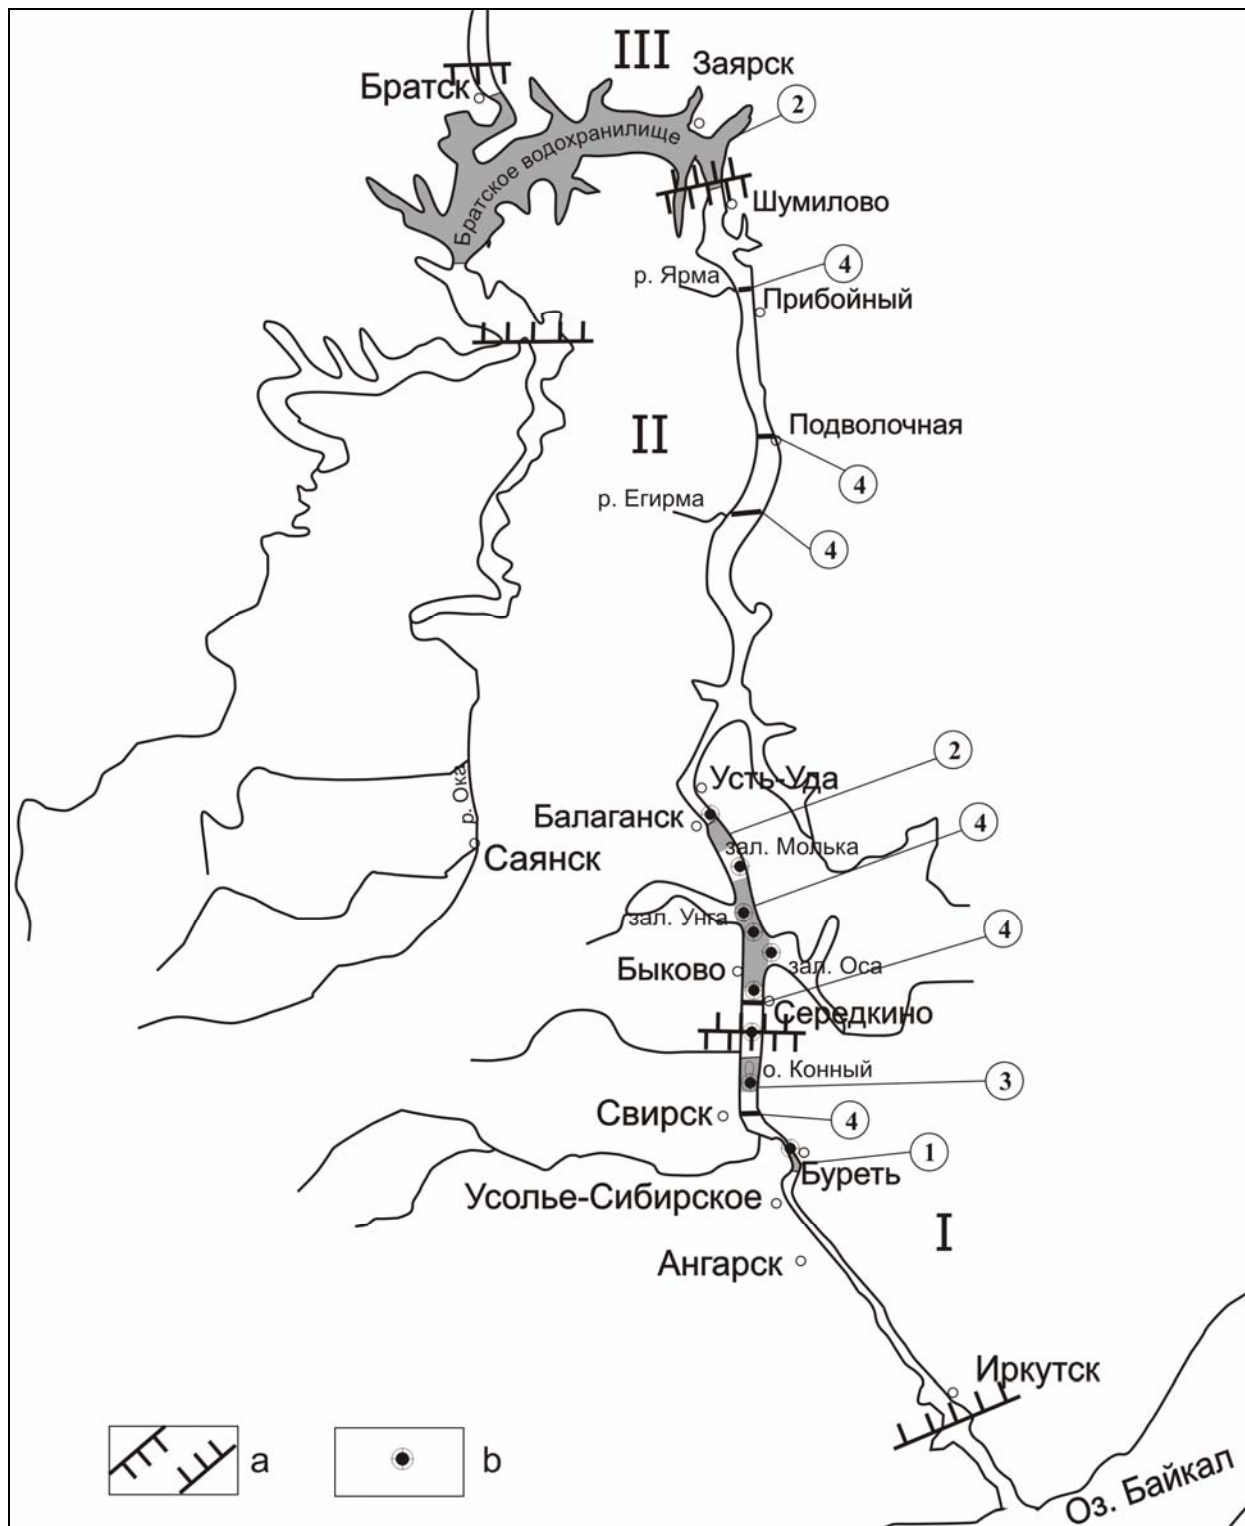 III
Заярск
Братск
2
Братское водохранилище
Шумилово
4
р. Ярма
Прибойный
II
Подволочная
4
р. Егирма
4
2
Усть-Уда
Балаганск
4
зал. Молька
р. Ока
Саянск
зал. Унга
4
Быково
зал. Оса
Середкино
о. Конный
3
Свирск
4
1
Буреть
Усолье-Сибирское
I
Ангарск
Иркутск
a
b
Оз. Байкал